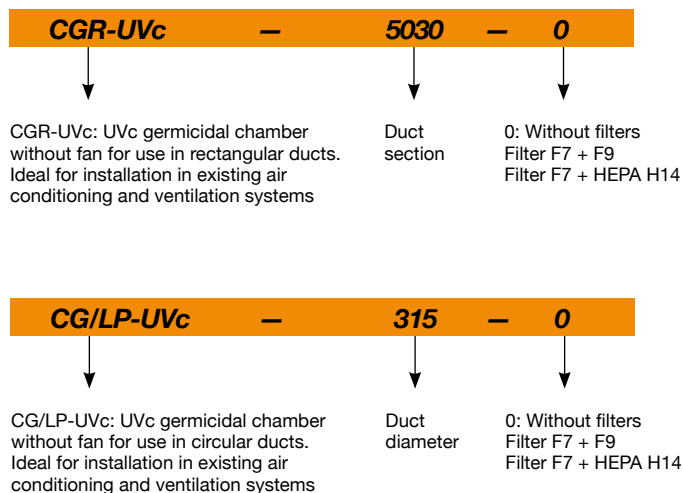 CGR-UVc – 5030 – 0
CGR-UVc: UVc germicidal chamber
without fan for use in rectangular ducts.
Ideal for installation in existing air
conditioning and ventilation systems
Duct
section
0: Without filters
Filter F7 + F9
Filter F7 + HEPA H14
CG/LP-UVc – 315 – 0
CG/LP-UVc: UVc germicidal chamber
without fan for use in circular ducts.
Ideal for installation in existing air
conditioning and ventilation systems
Duct
diameter
0: Without filters
Filter F7 + F9
Filter F7 + HEPA H14